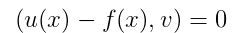 (u(x) − f(x), v) = 0